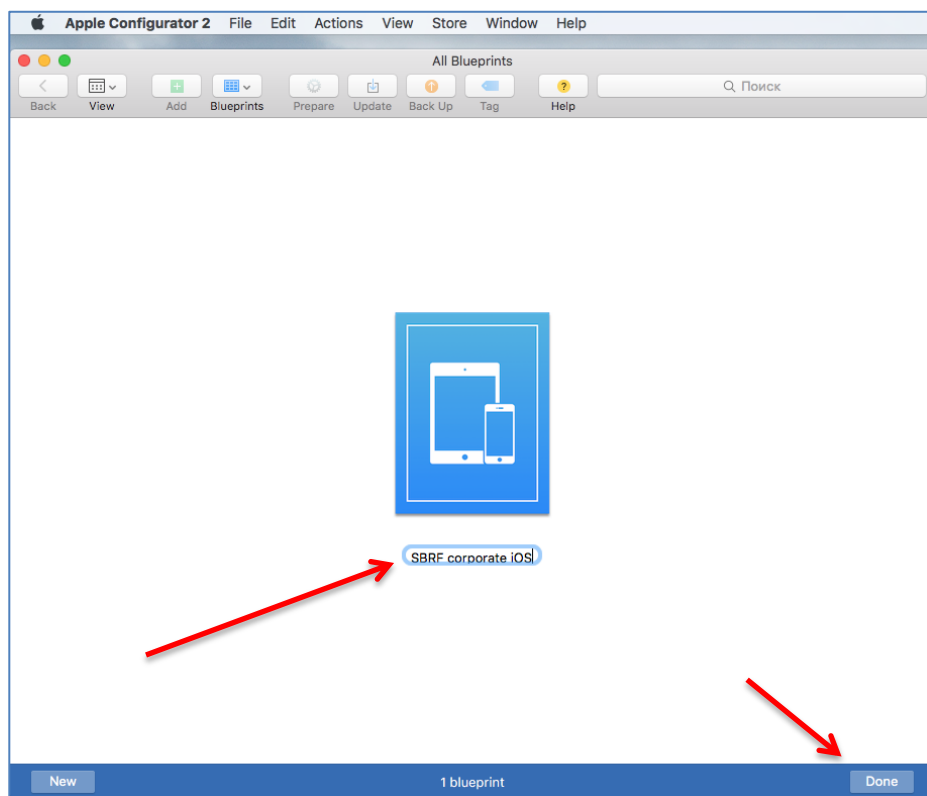 Apple Configurator 2 File Edit Actions View Store Window Help
All Blueprints
Back View Add Blueprints Prepare Update Back Up Tag ? Help Поиск
SBRF corporate iOS
New 1 blueprint Done